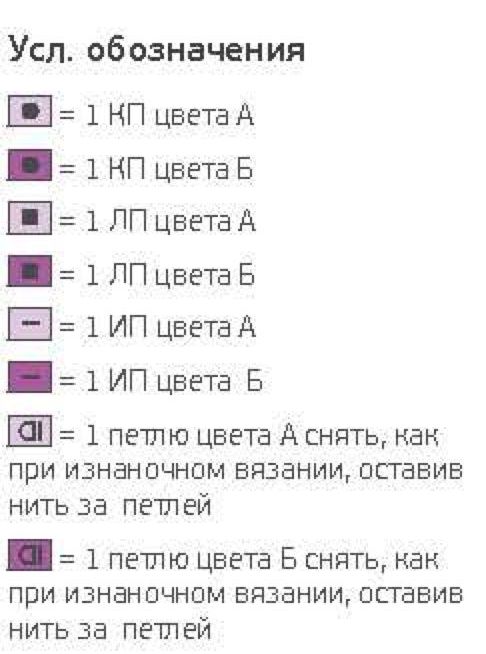 Усл. обозначения
= 1 КП цвета А
= 1 КП цвета Б
= 1 ЛП цвета А
= 1 ЛП цвета Б
= 1 ИП цвета А
= 1 ИП цвета Б
= 1 петлю цвета А снять, как
при изнаночном вязании, оставив
нить за петлей
= 1 петлю цвета Б снять, как
при изнаночном вязании, оставив
нить за петлей